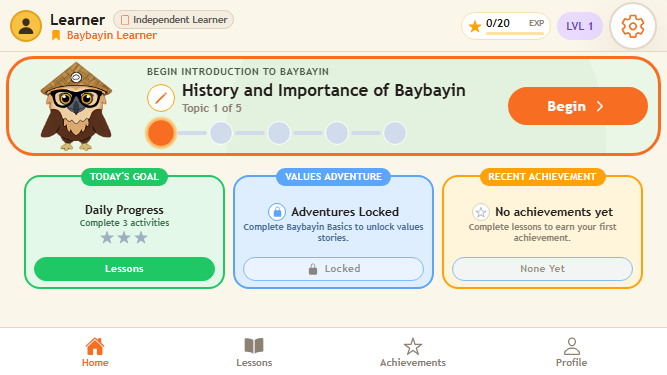 Learner
Independent Learner
Baybayin Learner
0/20 EXP
LVL 1
BEGIN INTRODUCTION TO BAYBAYIN
History and Importance of Baybayin
Topic 1 of 5
Begin
TODAY'S GOAL
Daily Progress
Complete 3 activities
Lessons
VALUES ADVENTURE
Adventures Locked
Complete Baybayin Basics to unlock values
stories.
Locked
RECENT ACHIEVEMENT
No achievements yet
Complete lessons to earn your first
achievement.
None Yet
Home
Lessons
Achievements
Profile